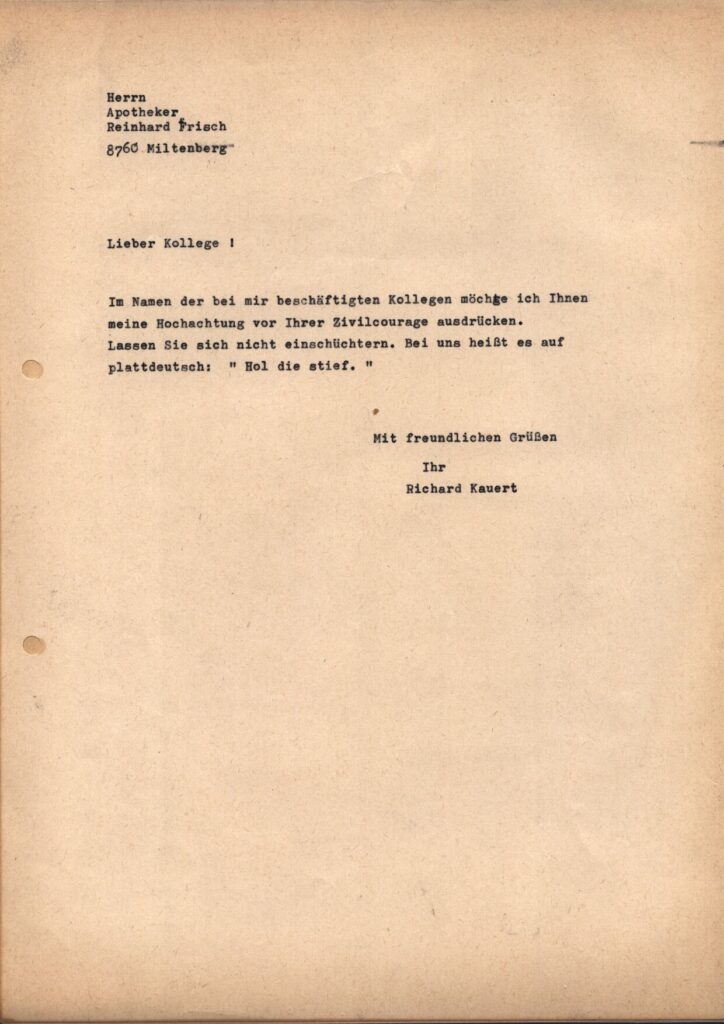 Herrn
Apotheker
Reinhard Frisch
8760 Miltenberg
Lieber Kollege !
Im Namen der bei mir beschäftigten Kollegen möchte ich Ihnen
meine Hochachtung vor Ihrer Zivilcourage ausdrücken.
Lassen Sie sich nicht einschüchtern. Bei uns heißt es auf
plattdeutsch: " Hol die stief. "
Mit freundlichen Grüßen
Ihr
Richard Kauert